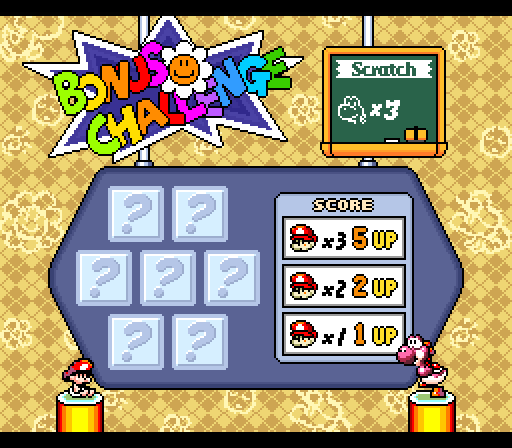 BONUS
CHALLENGE
Scratch
×3
? ?
? ? ?
? ?
SCORE
×3 5 UP
×2 2 UP
×1 1 UP